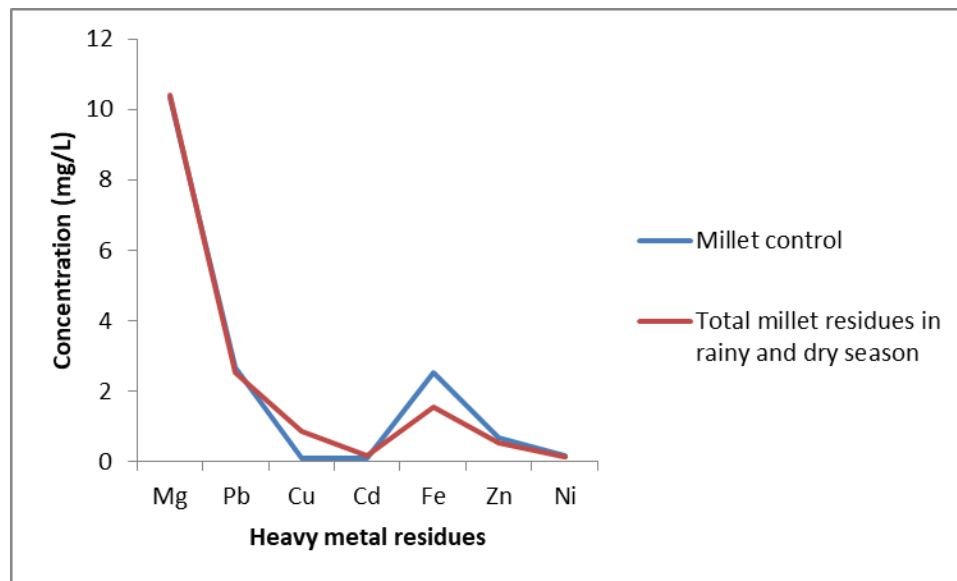 12
10
8
6
4
2
0
Concentration (mg/L)
Mg Pb Cu Cd Fe Zn Ni
Heavy metal residues
Millet control
Total millet residues in
rainy and dry season